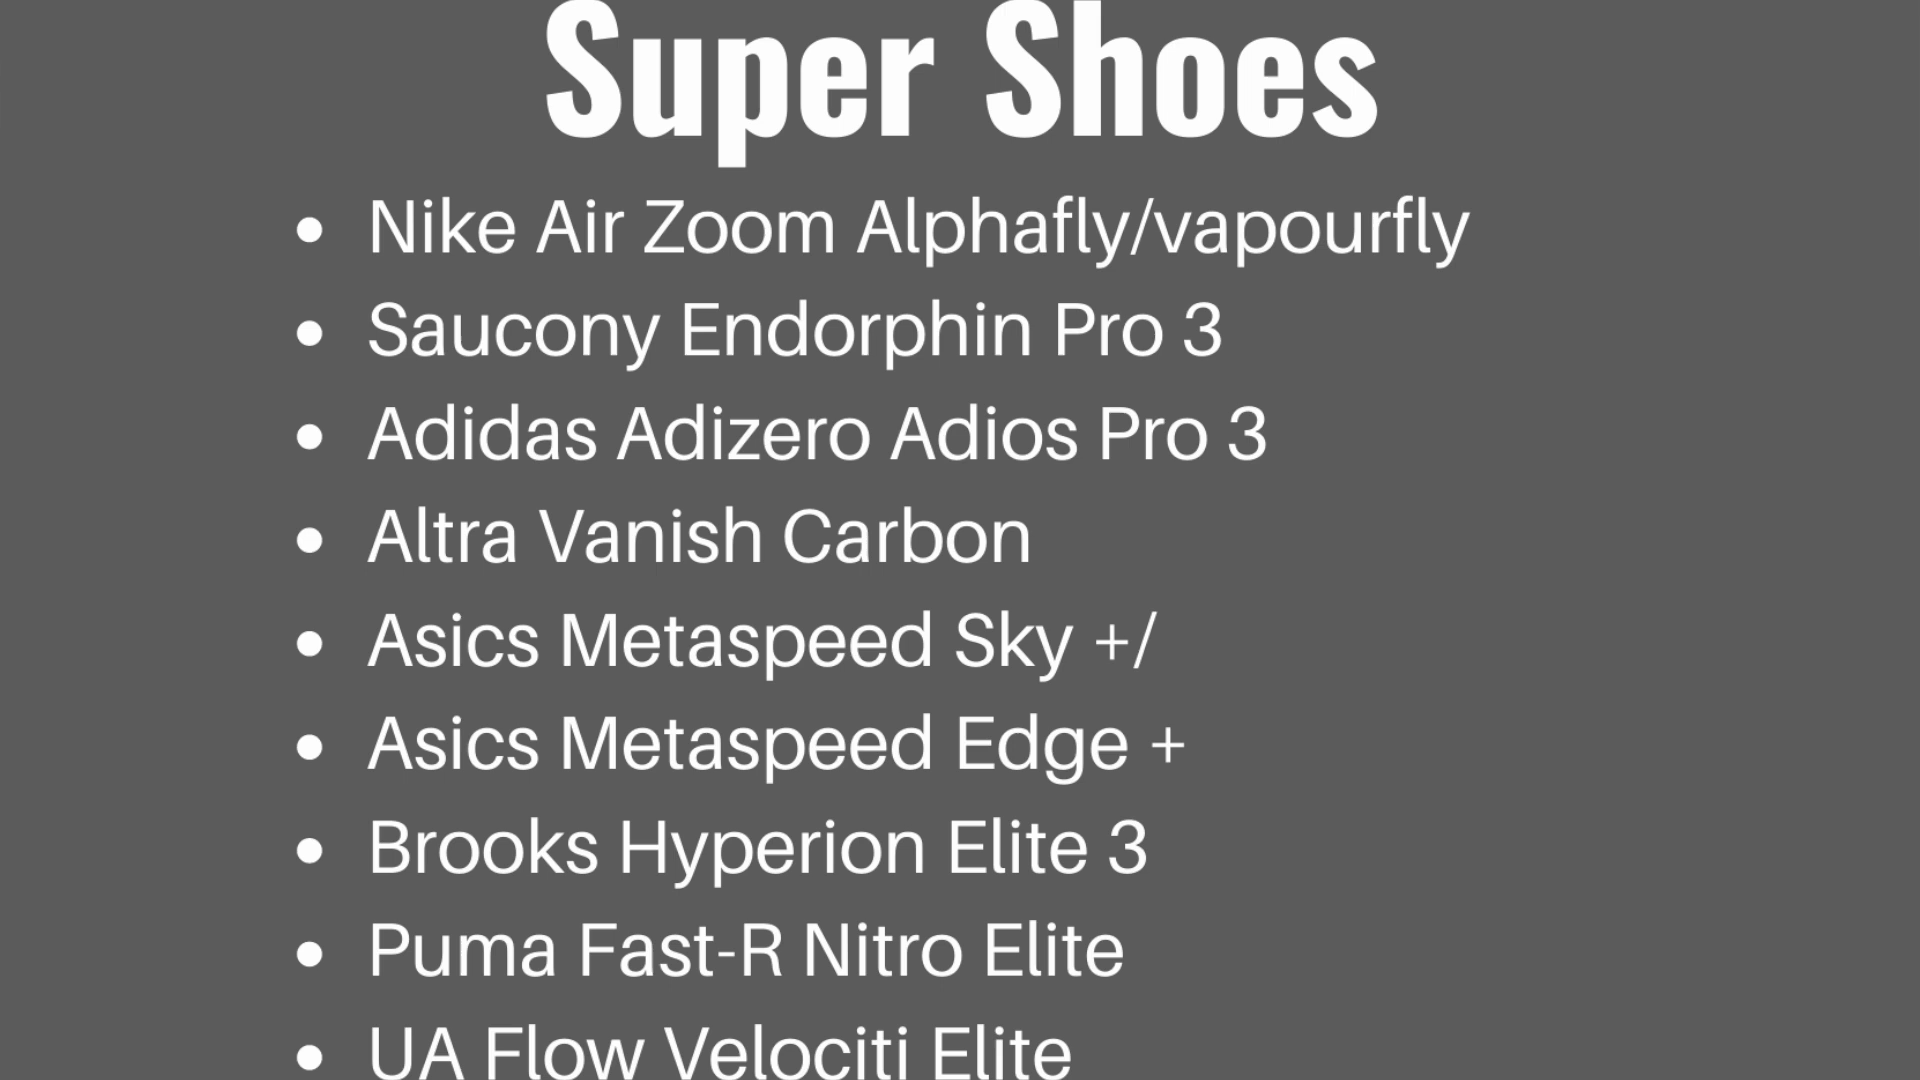 Super Shoes
• Nike Air Zoom Alphafly/vapourfly
• Saucony Endorphin Pro 3
• Adidas Adizero Adios Pro 3
• Altra Vanish Carbon
• Asics Metaspeed Sky +/
• Asics Metaspeed Edge +
• Brooks Hyperion Elite 3
• Puma Fast-R Nitro Elite
• UA Flow Velociti Elite